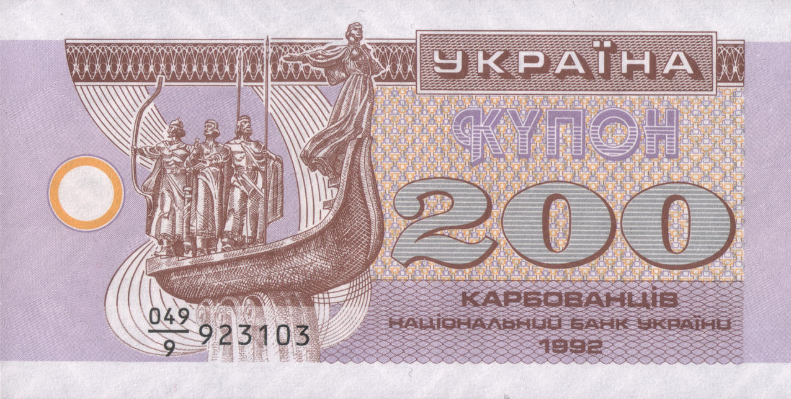 УКРАЇНА
КУПОН
200
КАРБОВАНЦІВ
НАЦІОНАЛЬНИЙ БАНК УКРАЇНИ
1992
049/9 923103